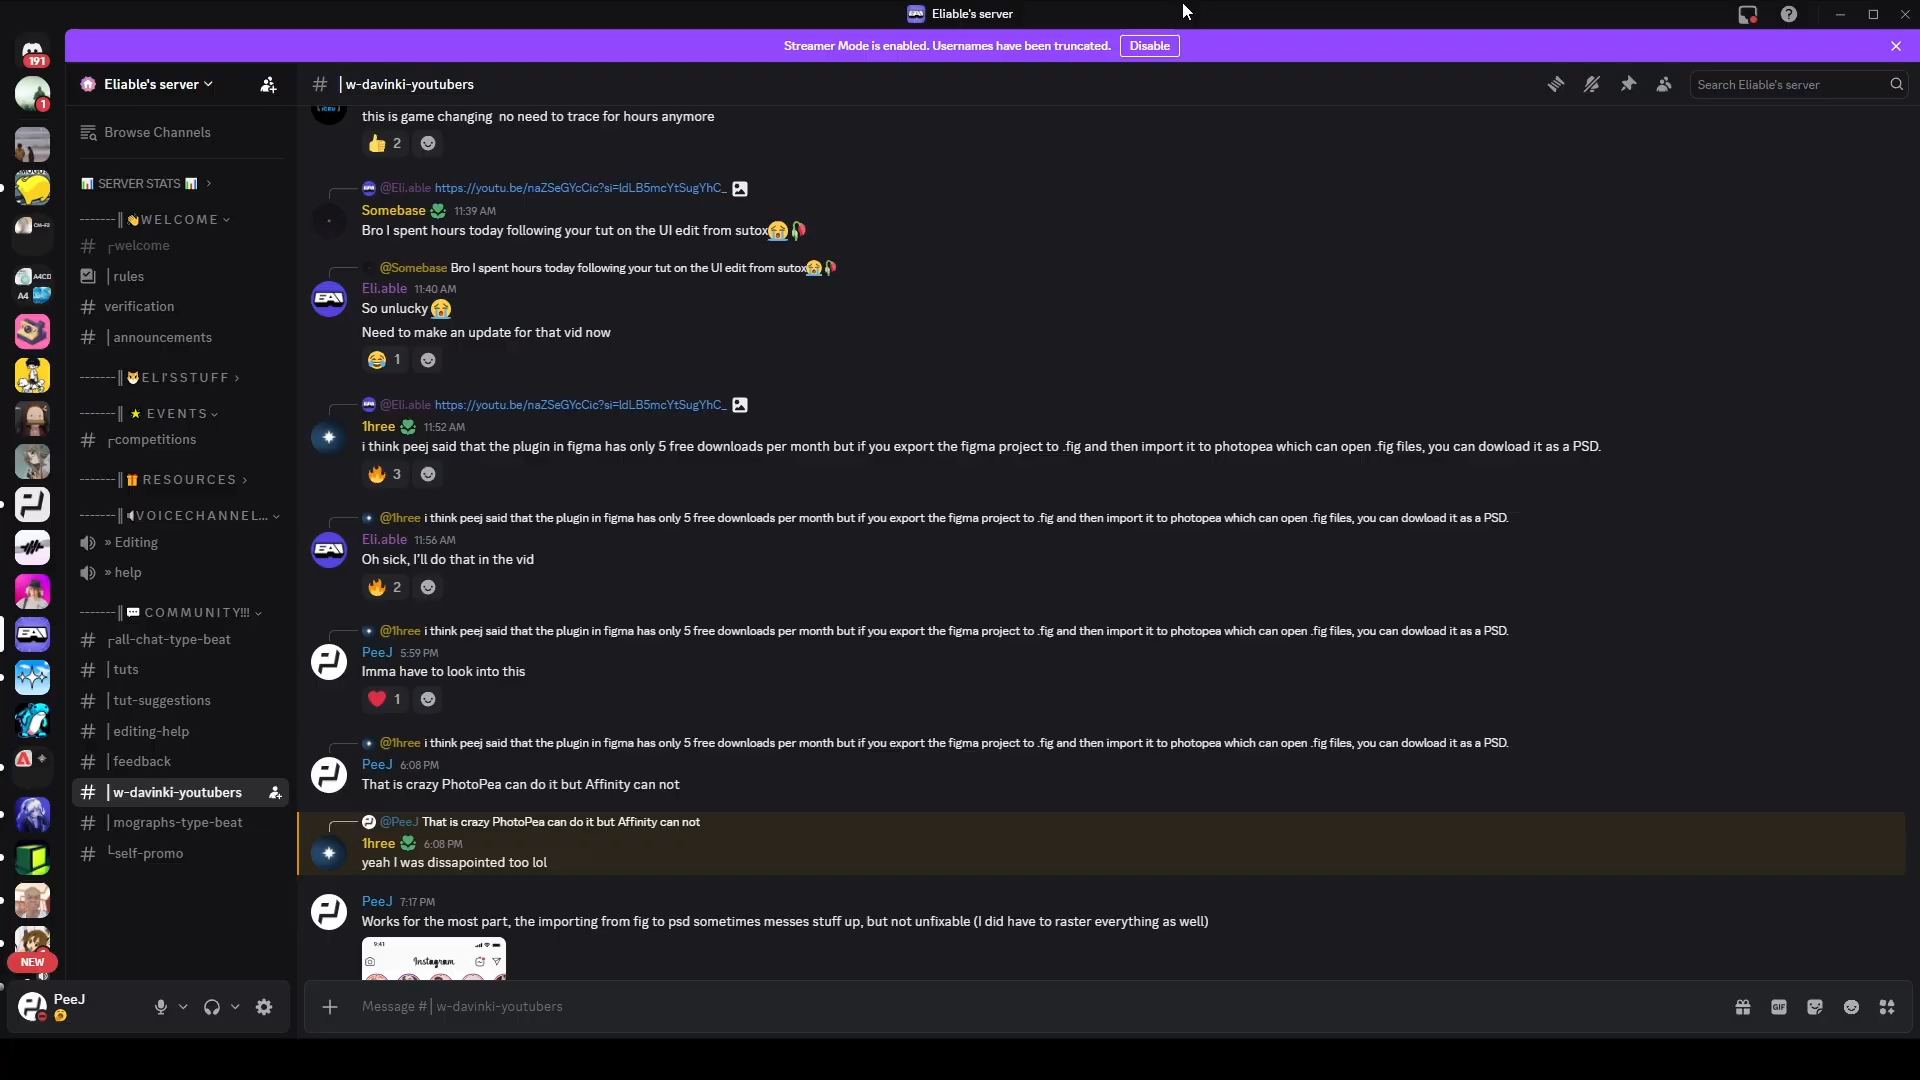 Eliable's server
Streamer Mode is enabled. Usernames have been truncated.
Disable
191
1
Eliable's server
# | w-davinki-youtubers
Search Eliable's server
Browse Channels
SERVER STATS
-------║👋WELCOME
# ┌welcome
| rules
# verification
# | announcements
-------║ELI'SSTUFF
-------║ ⭐ EVENTS
# ┌competitions
-------║🎁RESOURCES
-------║VOICECHANNEL...
» Editing
» help
-------║💬 COMMUNITY!!!
# ┌all-chat-type-beat
# | tuts
# | tut-suggestions
# | editing-help
# | feedback
# | w-davinki-youtubers
# | mographs-type-beat
# └self-promo
A4CD
A4
NEW
PeeJ
this is game changing  no need to trace for hours anymore
👍 2
@Eli.able https://youtu.be/naZSeGYcCic?si=ldLB5mcYtSugYhC_
Somebase 11:39 AM
Bro I spent hours today following your tut on the UI edit from sutox😭🥀
@Somebase Bro I spent hours today following your tut on the UI edit from sutox😭🥀
Eli.able 11:40 AM
So unlucky 😭
Need to make an update for that vid now
😂 1
@Eli.able https://youtu.be/naZSeGYcCic?si=ldLB5mcYtSugYhC_
1hree 11:52 AM
i think peej said that the plugin in figma has only 5 free downloads per month but if you export the figma project to .fig and then import it to photopea which can open .fig files, you can dowload it as a PSD.
🔥 3
@1hree i think peej said that the plugin in figma has only 5 free downloads per month but if you export the figma project to .fig and then import it to photopea which can open .fig files, you can dowload it as a PSD.
Eli.able 11:56 AM
Oh sick, I'll do that in the vid
🔥 2
@1hree i think peej said that the plugin in figma has only 5 free downloads per month but if you export the figma project to .fig and then import it to photopea which can open .fig files, you can dowload it as a PSD.
PeeJ 5:59 PM
Imma have to look into this
❤️ 1
@1hree i think peej said that the plugin in figma has only 5 free downloads per month but if you export the figma project to .fig and then import it to photopea which can open .fig files, you can dowload it as a PSD.
PeeJ 6:08 PM
That is crazy PhotoPea can do it but Affinity can not
@PeeJ That is crazy PhotoPea can do it but Affinity can not
1hree 6:08 PM
yeah I was dissapointed too lol
PeeJ 7:17 PM
Works for the most part, the importing from fig to psd sometimes messes stuff up, but not unfixable (I did have to raster everything as well)
9:41
Instagram
Message # | w-davinki-youtubers
GIF